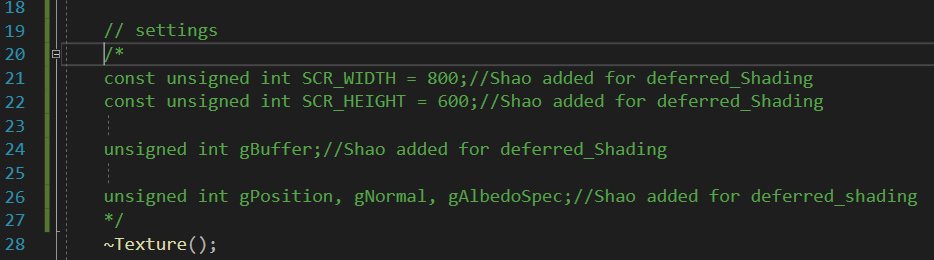 18
19 // settings
20 /*
21 const unsigned int SCR_WIDTH = 800;//Shao added for deferred_Shading
22 const unsigned int SCR_HEIGHT = 600;//Shao added for deferred_Shading
23
24 unsigned int gBuffer;//Shao added for deferred_Shading
25
26 unsigned int gPosition, gNormal, gAlbedoSpec;//Shao added for deferred_shading
27 */
28 ~Texture();